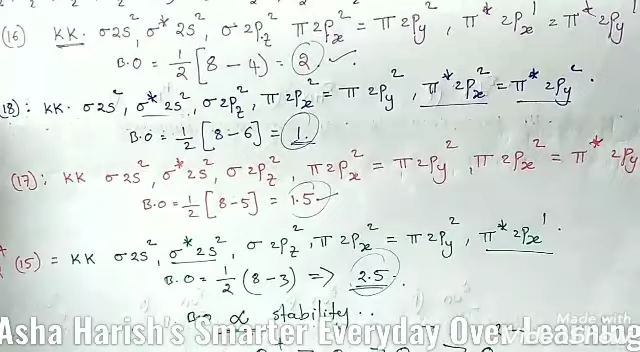 (16) KK. σ2s², σ*2s², σ2Pz² π2Px² = π2Py², π*2Px¹ = π*2Py¹
B.O = 1/2 [8 - 4) = 2.
(18): KK. σ2s², σ*2s², σ2Pz², π2Px² = π2Py², π*2Px² = π*2Py².
B.O = 1/2 [8-6] = 1.
(17): KK σ2s², σ*2s², σ2Pz², π2Px² = π2Py², π2Px² = π*2Py
B.O = 1/2 [8-5] = 1.5
(15) = KK σ2s², σ*2s², σ2Pz², π2Px² = π2Py², π*2Px¹
B.O = 1/2 (8-3) => 2.5.
∝ stability..
Made with
Asha Harish's Smarter Everyday Over Learning